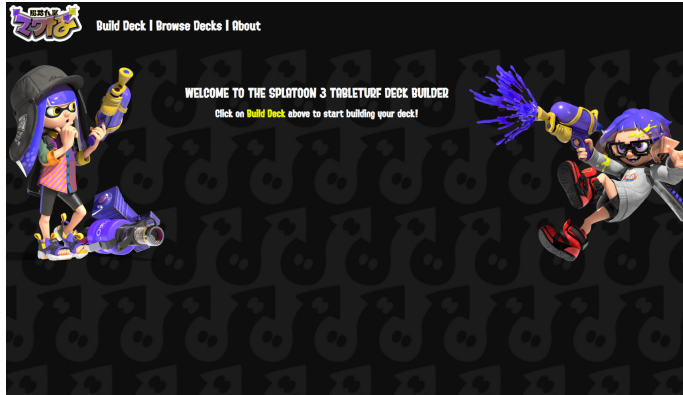 Build Deck | Browse Decks | About
WELCOME TO THE SPLATOON 3 TABLETURF DECK BUILDER
Click on Build Deck above to start building your deck!